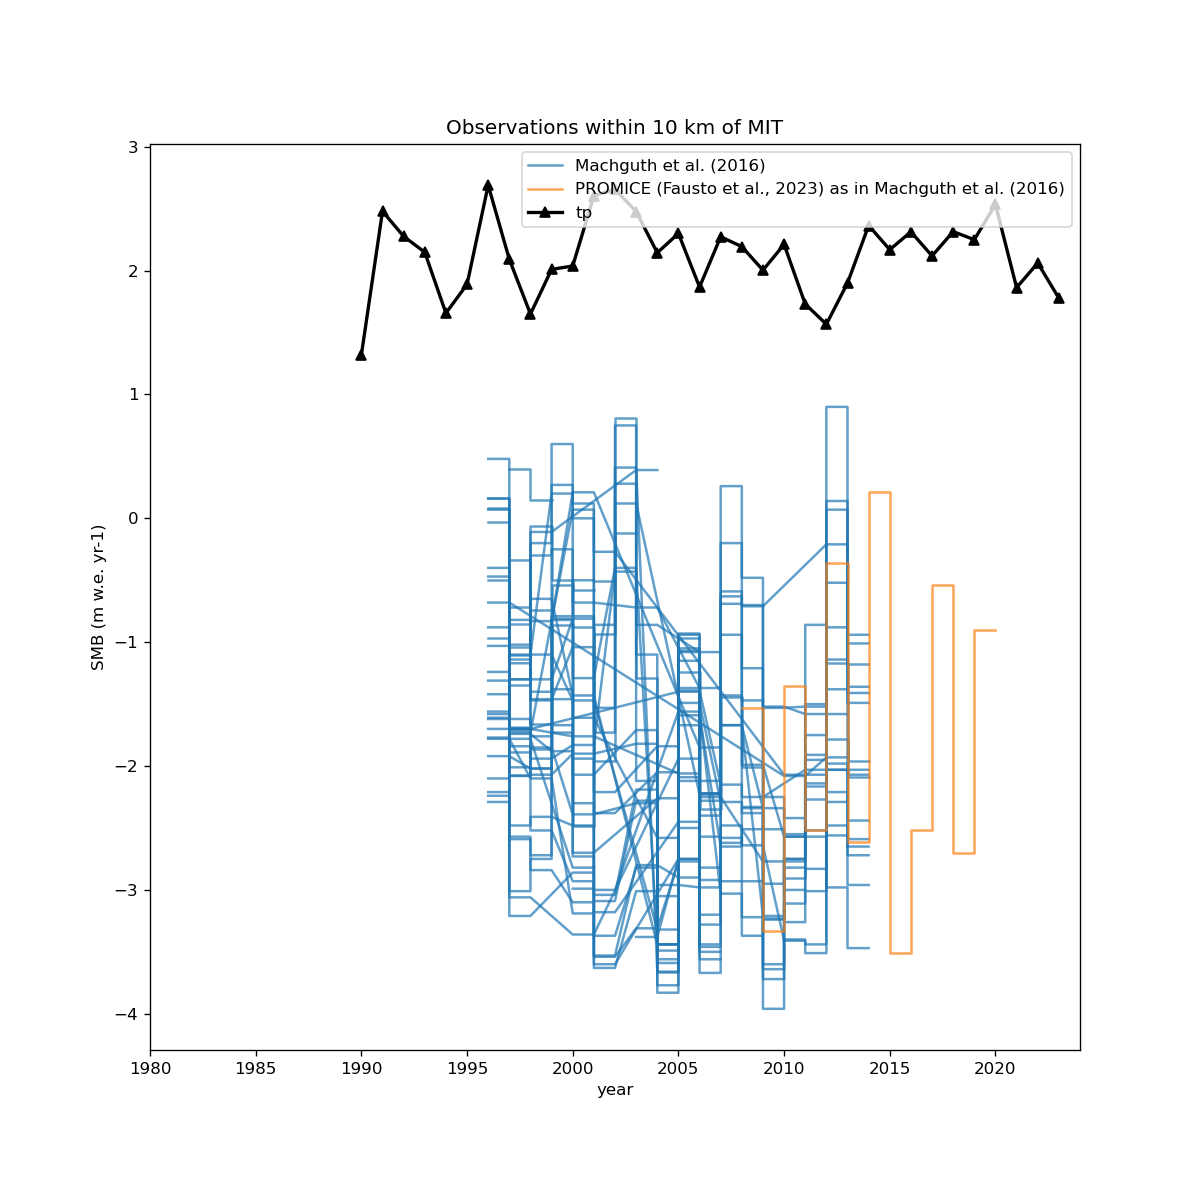 Observations within 10 km of MIT
Machguth et al. (2016)
PROMICE (Fausto et al., 2023) as in Machguth et al. (2016)
tp
3
2
1
0
−1
−2
−3
−4
SMB (m w.e. yr-1)
1980 1985 1990 1995 2000 2005 2010 2015 2020
year